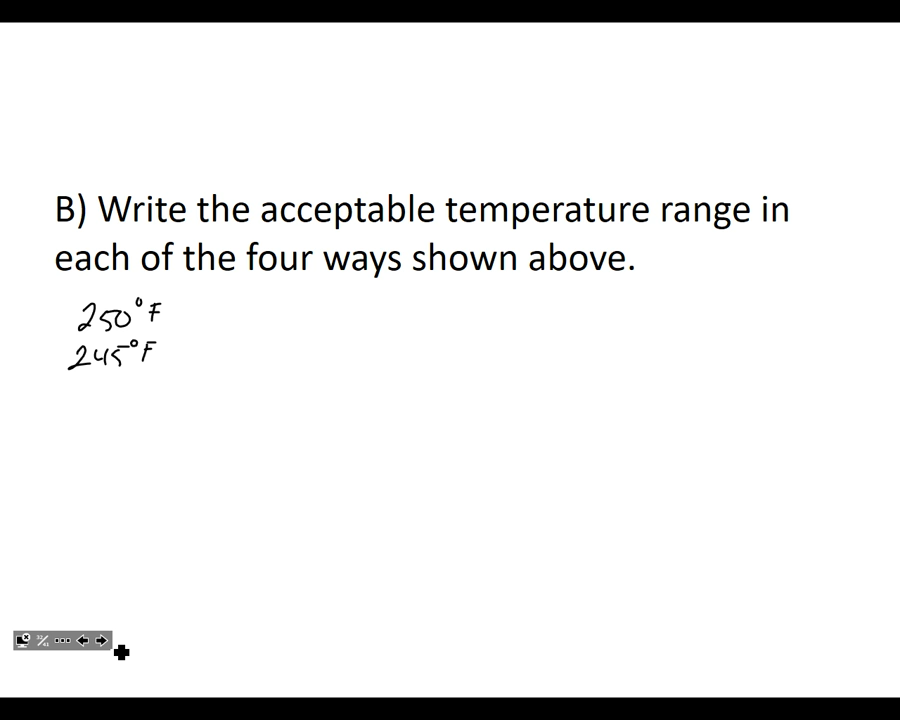 B) Write the acceptable temperature range in
each of the four ways shown above.
250°F
245°F